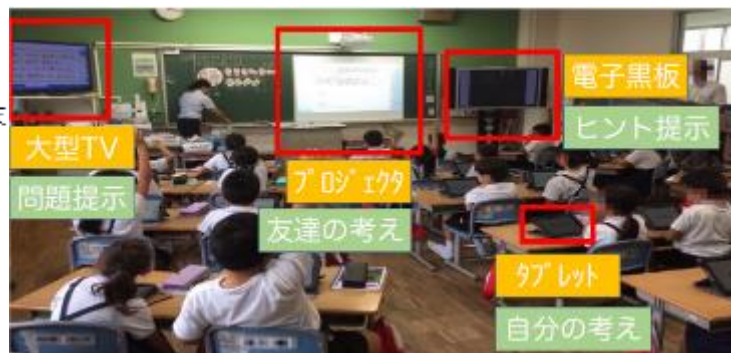 大型TV
問題提示
プロジェクタ
友達の考え
電子黒板
ヒント提示
タブレット
自分の考え